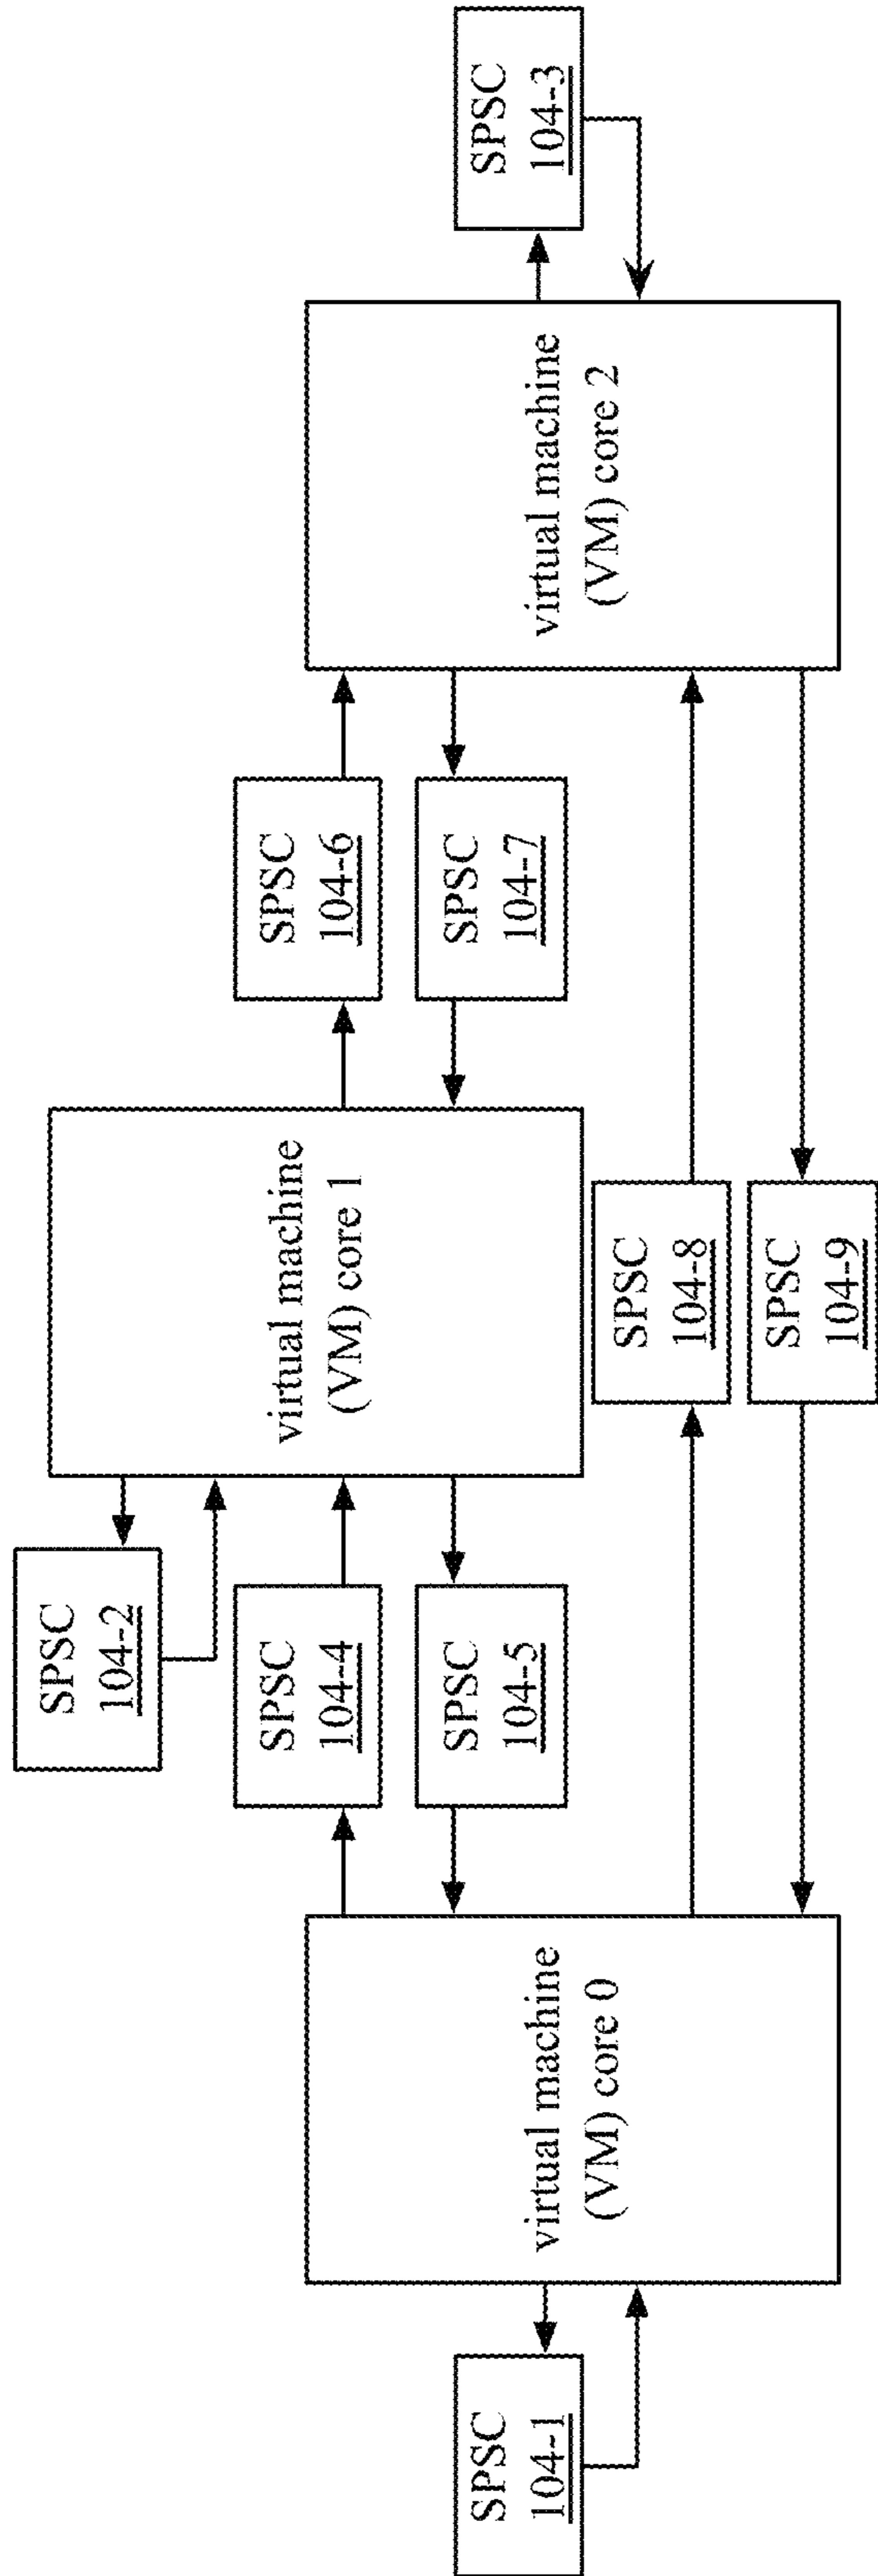 SPSC
104-2
SPSC
104-4
SPSC
104-5
virtual machine
(VM) core 1
SPSC
104-6
SPSC
104-7
SPSC
104-1
virtual machine
(VM) core 0
SPSC
104-8
SPSC
104-9
virtual machine
(VM) core 2
SPSC
104-3